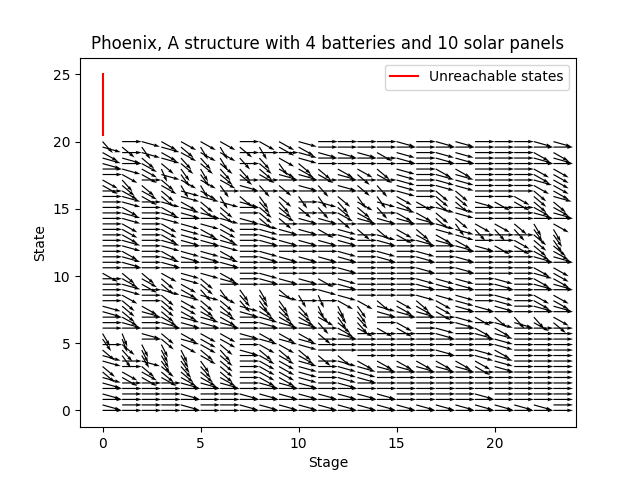 Phoenix, A structure with 4 batteries and 10 solar panels
Unreachable states
25
20
15
10
5
0
State
0 5 10 15 20
Stage